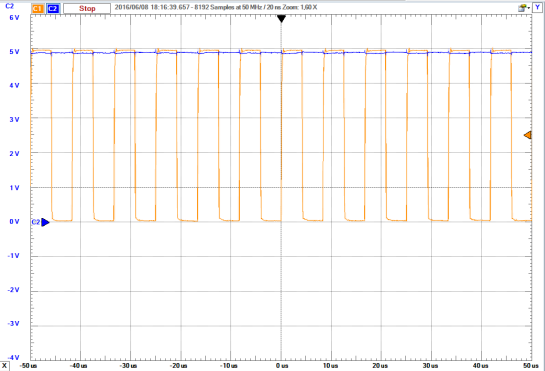 C2 C1 C2 Stop 2016/06/08 18:16:39.657 - 8192 Samples at 50 MHz / 20 ns Zoom: 1,60 X Y
6 V
5 V
4 V
3 V
2 V
1 V
C2
0 V
-1 V
-2 V
-3 V
-4 V
X -50 us -40 us -30 us -20 us -10 us 0 us 10 us 20 us 30 us 40 us 50 us